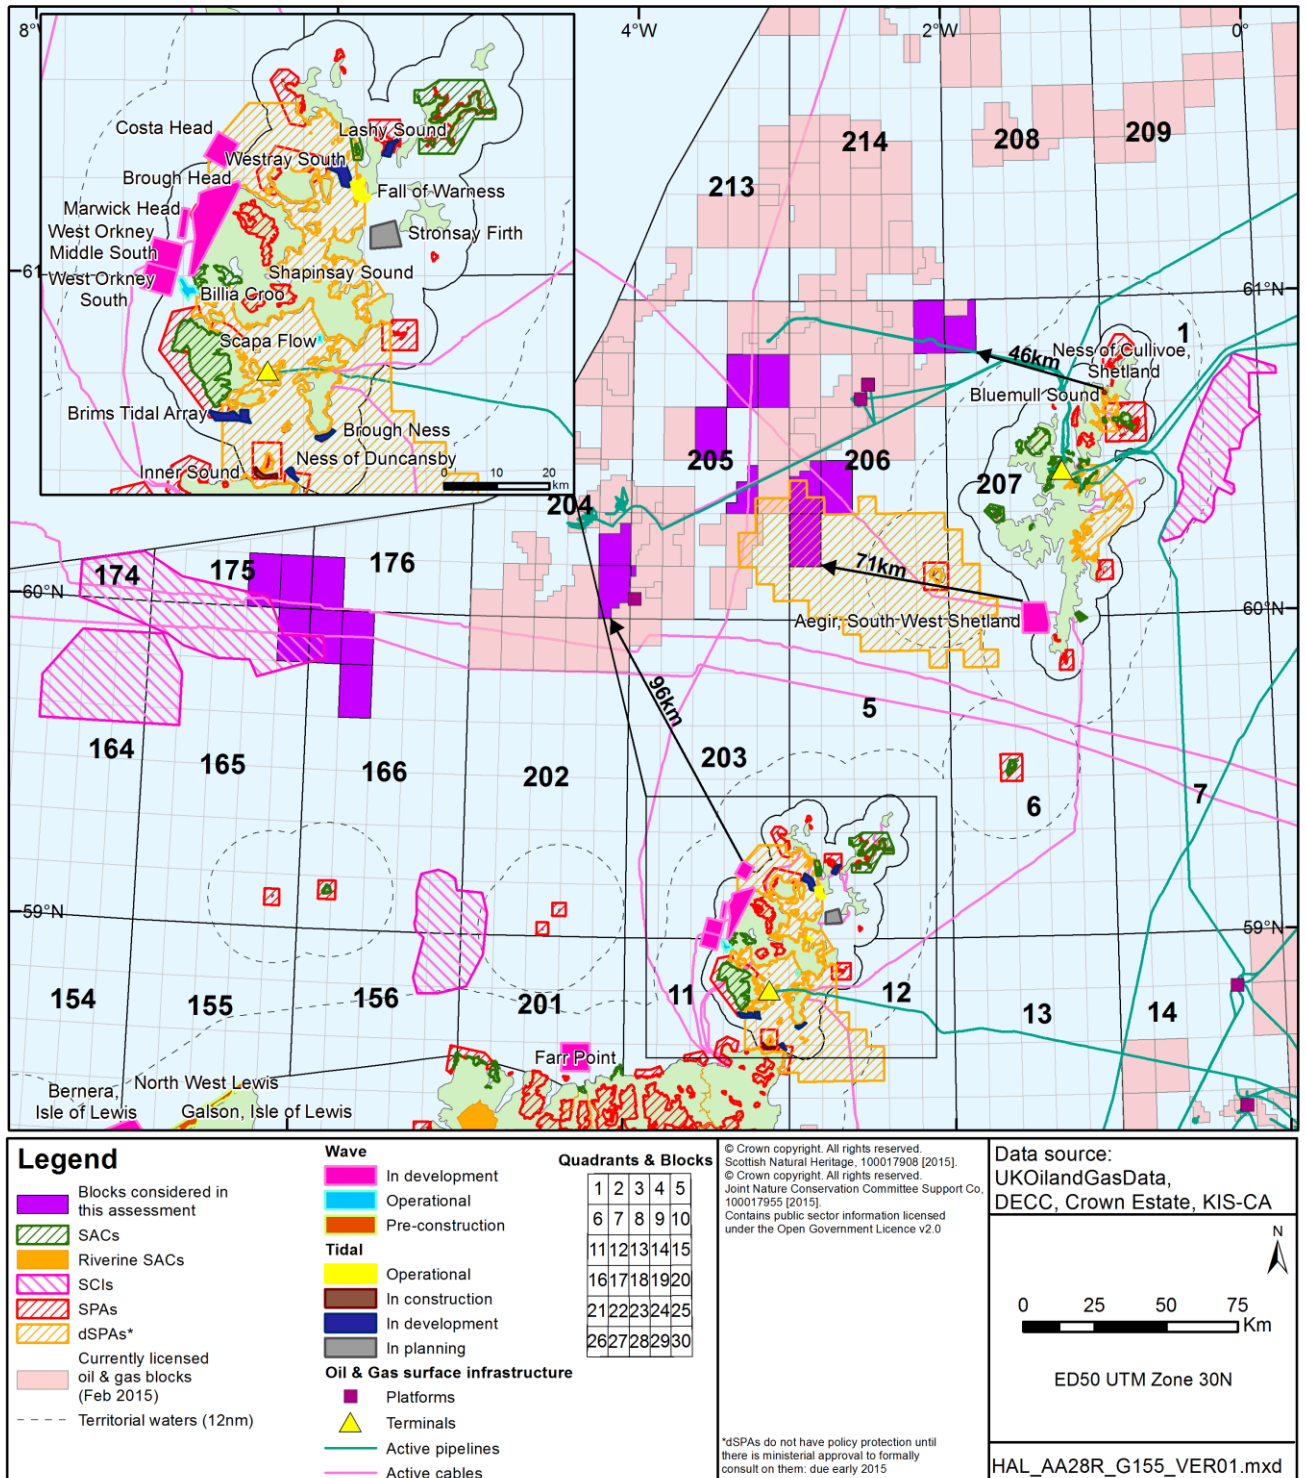 8°
4°W
2°W
0°
61°
61°N
60°N
60°N
59°N
59°N
Costa Head
Lashy Sound
Westray South
Brough Head
Fall of Warness
Marwick Head
West Orkney
Middle South
Stronsay Firth
West Orkney
South
Shapinsay Sound
Billia Croo
Scapa Flow
Brims Tidal Array
Brough Ness
Ness of Duncansby
Inner Sound
0 10 20
km
213
214
208
209
1
46km
Ness of Cullivoe,
Shetland
Bluemull Sound
205
206
207
204
71km
Aegir, South West Shetland
174
175
176
96km
5
164
165
166
202
203
6
7
154
155
156
201
11
12
13
14
Farr Point
Bernera,
Isle of Lewis
North West Lewis
Galson, Isle of Lewis
Legend
Blocks considered in
this assessment
SACs
Riverine SACs
SCIs
SPAs
dSPAs*
Currently licensed
oil & gas blocks
(Feb 2015)
Territorial waters (12nm)
Wave
In development
Operational
Pre-construction
Tidal
Operational
In construction
In development
In planning
Oil & Gas surface infrastructure
Platforms
Terminals
Active pipelines
Active cables
Quadrants & Blocks
1 2 3 4 5
6 7 8 9 10
11 12 13 14 15
16 17 18 19 20
21 22 23 24 25
26 27 28 29 30
© Crown copyright. All rights reserved.
Scottish Natural Heritage, 100017908 [2015].
© Crown copyright. All rights reserved.
Joint Nature Conservation Committee Support Co,
100017955 [2015].
Contains public sector information licensed
under the Open Government Licence v2.0
*dSPAs do not have policy protection until
there is ministerial approval to formally
consult on them: due early 2015
Data source:
UKOilandGasData,
DECC, Crown Estate, KIS-CA
N
0 25 50 75
Km
ED50 UTM Zone 30N
HAL_AA28R_G155_VER01.mxd